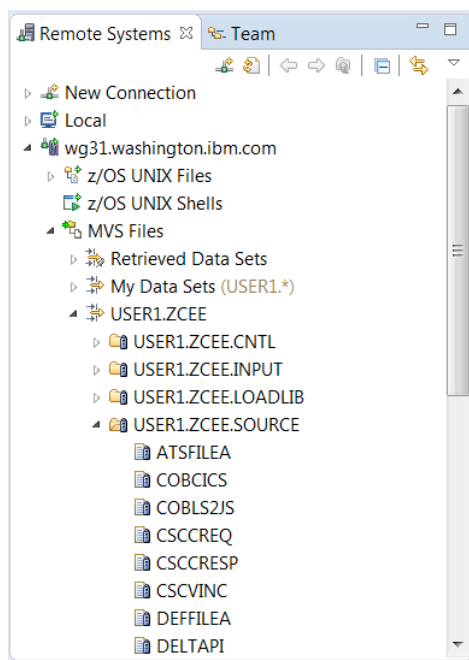 Remote Systems Team
New Connection
Local
wg31.washington.ibm.com
z/OS UNIX Files
z/OS UNIX Shells
MVS Files
Retrieved Data Sets
My Data Sets (USER1.*)
USER1.ZCEE
USER1.ZCEE.CNTL
USER1.ZCEE.INPUT
USER1.ZCEE.LOADLIB
USER1.ZCEE.SOURCE
ATSFILEA
COBCICS
COBLS2JS
CSCCREQ
CSCCRESP
CSCVINC
DEFFILEA
DELTAPI